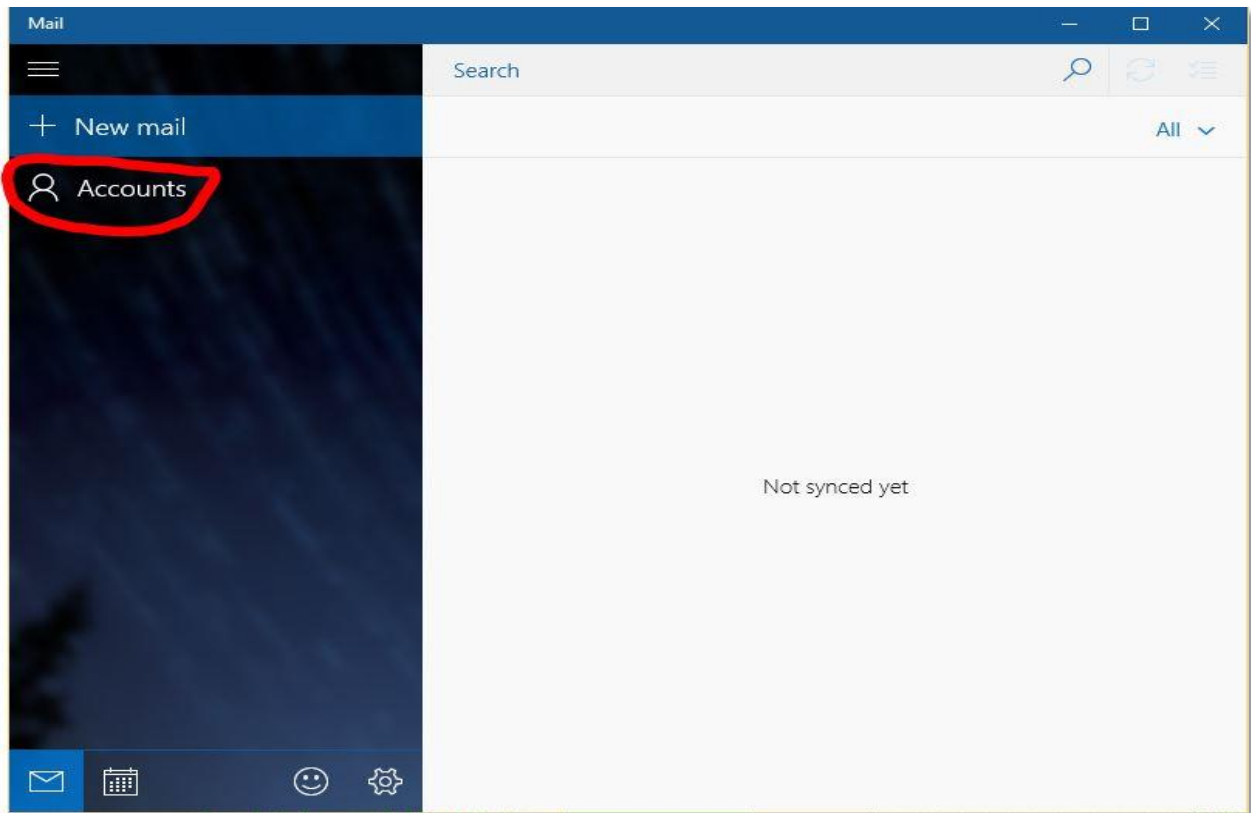 Mail
Search
New mail
All
Accounts
Not synced yet